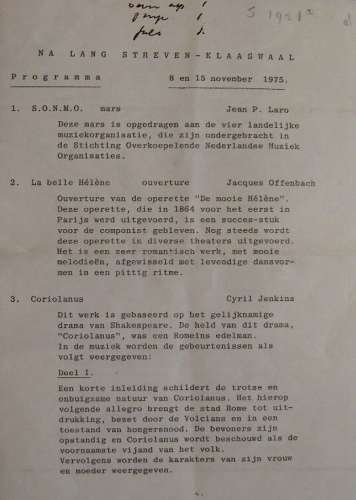 NA LANG STREVEN-KLAASWAAL
Programma 8 en 15 november 1975.
1. S.O.N.M.O. mars Jean P. Laro
Deze mars is opgedragen aan de vier landelijke
muziekorganisatie, die zijn ondergebracht in
de Stichting Overkoepelende Nederlandse Muziek
Organisaties.
2. La belle Hélène ouverture Jacques Offenbach
Ouverture van de operette "De mooie Hélène".
Deze operette, die in 1864 voor het eerst in
Parijs werd uitgevoerd, is een succes-stuk
voor de componist gebleven. Nog steeds wordt
deze operette in diverse theaters uitgevoerd.
Het is een zeer romantisch werk, met mooie
melodieën, afgewisseld met levendige dansvor-
men in een pittig ritme.
3. Coriolanus Cyril Jenkins
Dit werk is gebaseerd op het gelijknamige
drama van Shakespeare. De held van dit drama,
"Coriolanus", was een Romeins edelman.
In de muziek worden de gebeurtenissen als
volgt weergegeven:
Deel I.
Een korte inleiding schildert de trotse en
onbuigzame natuur van Coriolanus. Het hierop
volgende allegro brengt de stad Rome tot uit-
drukking, bezet door de Volcians en in een
toestand van hongersnood. De bewoners zijn
opstandig en Coriolanus wordt beschouwd als de
voornaamste vijand van het volk.
Vervolgens worden de karakters van zijn vrouw
en moeder weergegeven.